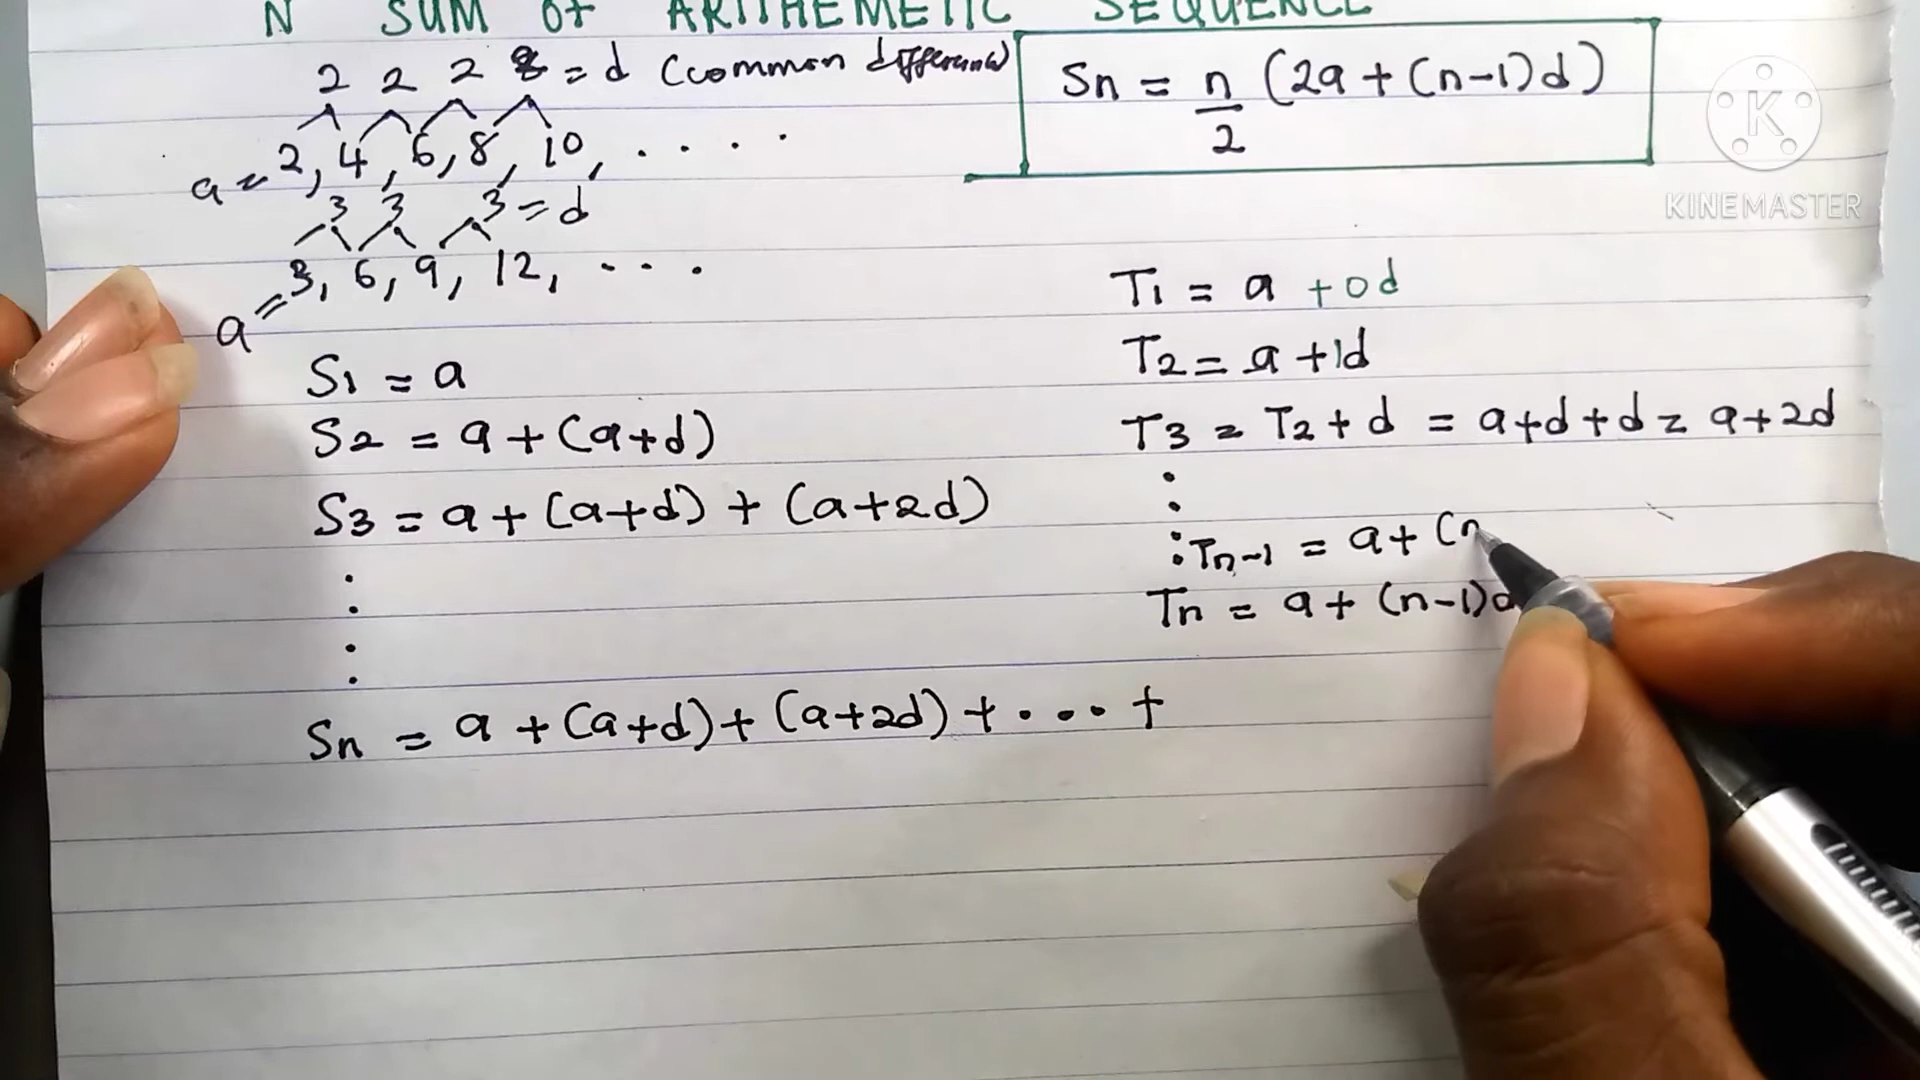 N SUM OF ARITHEMETIC SEQUENCE
2 2 2 2 = d (common difference)
a = 2, 4, 6, 8, 10, . . . .
3 3 3 = d
a = 3, 6, 9, 12, . . .
Sn = n/2 (2a + (n-1)d)
K
KINEMASTER
S1 = a
S2 = a + (a+d)
S3 = a + (a+d) + (a+2d)
.
.
.
.
Sn = a + (a+d) + (a+2d) + . . . +
T1 = a + 0d
T2 = a + 1d
T3 = T2 + d = a+d+d = a+2d
.
.
: Tn-1 = a + (n
Tn = a + (n-1)d